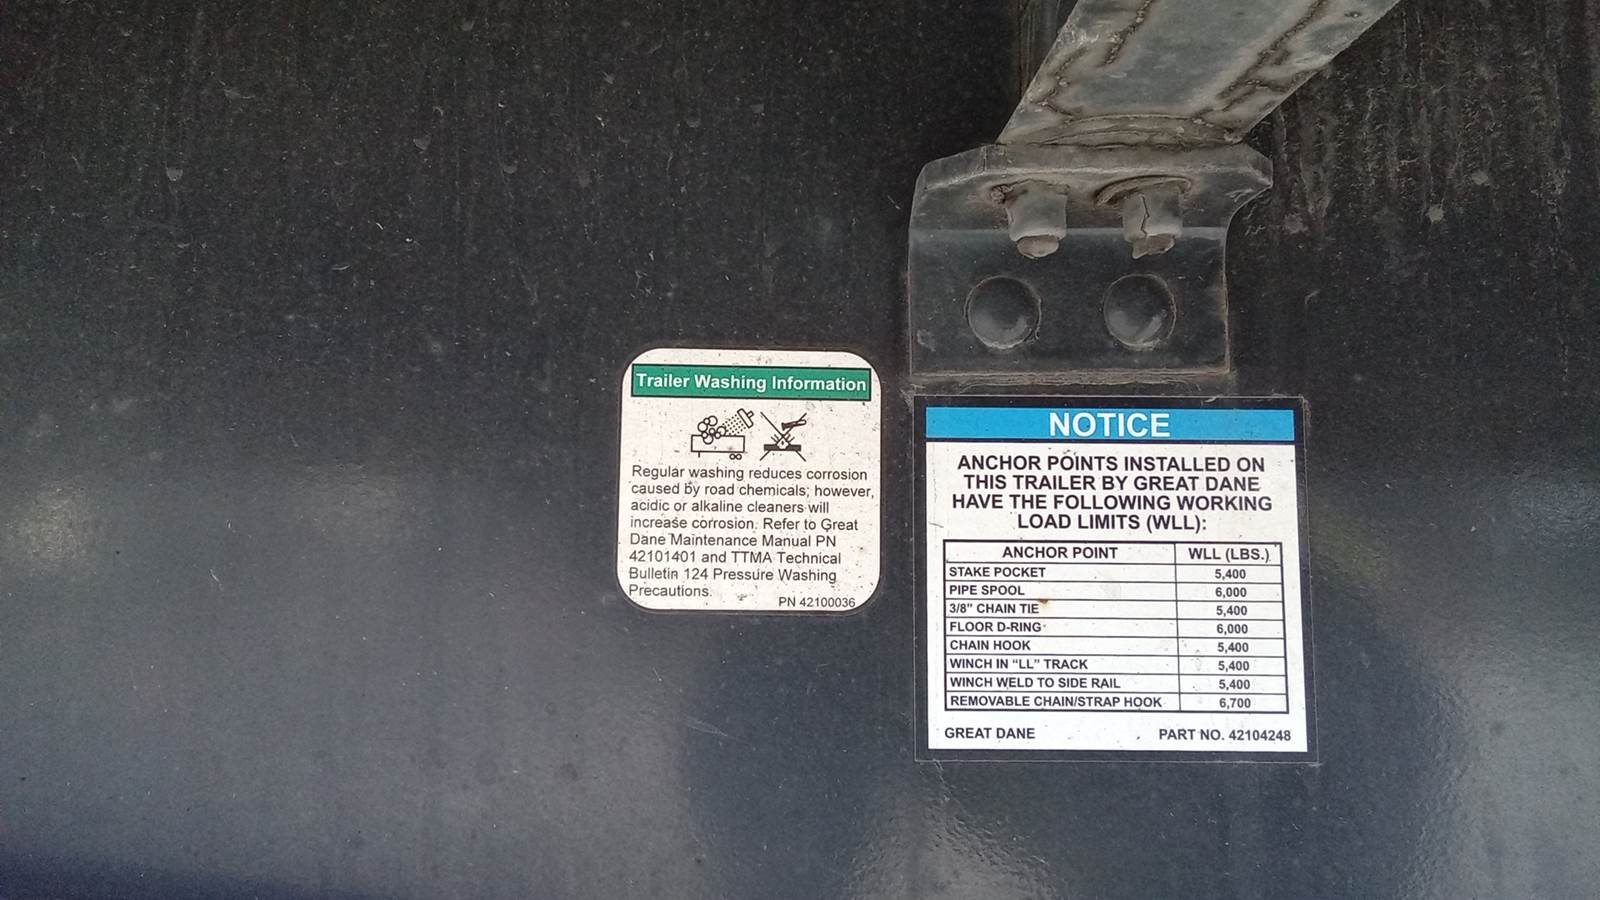 Trailer Washing Information
Regular washing reduces corrosion
caused by road chemicals; however,
acidic or alkaline cleaners will
increase corrosion. Refer to Great
Dane Maintenance Manual PN
42101401 and TTMA Technical
Bulletin 124 Pressure Washing
Precautions.
PN 42100036
NOTICE
ANCHOR POINTS INSTALLED ON
THIS TRAILER BY GREAT DANE
HAVE THE FOLLOWING WORKING
LOAD LIMITS (WLL):
ANCHOR POINT WLL (LBS.)
STAKE POCKET 5,400
PIPE SPOOL 6,000
3/8" CHAIN TIE 5,400
FLOOR D-RING 6,000
CHAIN HOOK 5,400
WINCH IN “LL” TRACK 5,400
WINCH WELD TO SIDE RAIL 5,400
REMOVABLE CHAIN/STRAP HOOK 6,700
GREAT DANE PART NO. 42104248